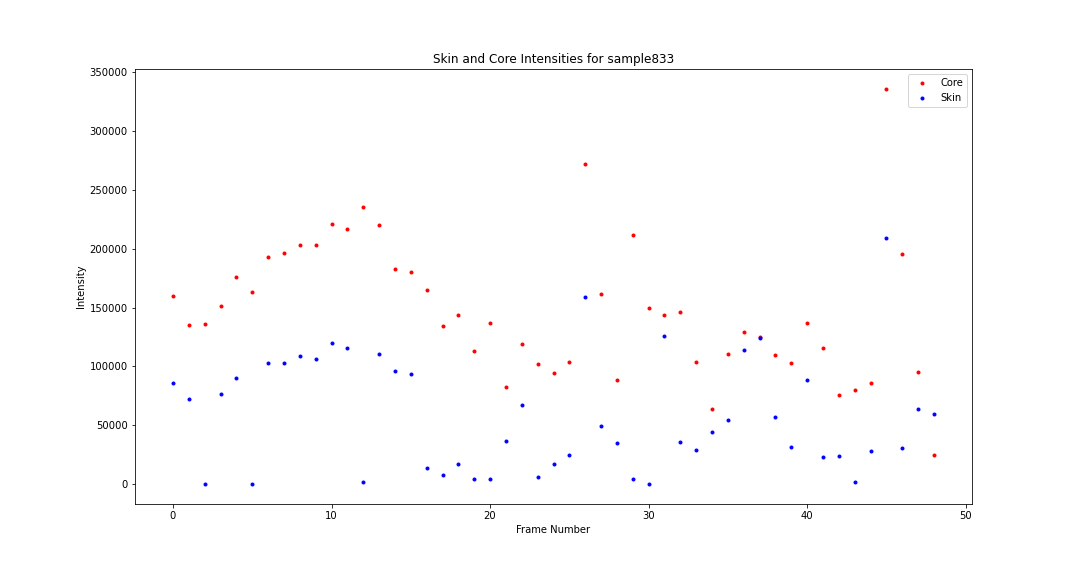 Skin and Core Intensities for sample833
350000
300000
250000
200000
150000
100000
50000
0
Intensity
Core
Skin
0 10 20 30 40 50
Frame Number